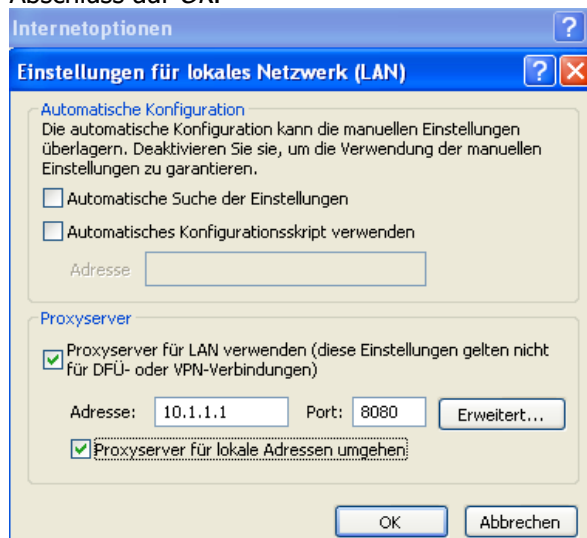 Abschluss auf OK.
Internetoptionen
Einstellungen für lokales Netzwerk (LAN)
Automatische Konfiguration
Die automatische Konfiguration kann die manuellen Einstellungen
überlagern. Deaktivieren Sie sie, um die Verwendung der manuellen
Einstellungen zu garantieren.
Automatische Suche der Einstellungen
Automatisches Konfigurationsskript verwenden
Adresse
Proxyserver
Proxyserver für LAN verwenden (diese Einstellungen gelten nicht
für DFÜ- oder VPN-Verbindungen)
Adresse: 10.1.1.1 Port: 8080 Erweitert...
Proxyserver für lokale Adressen umgehen
OK Abbrechen